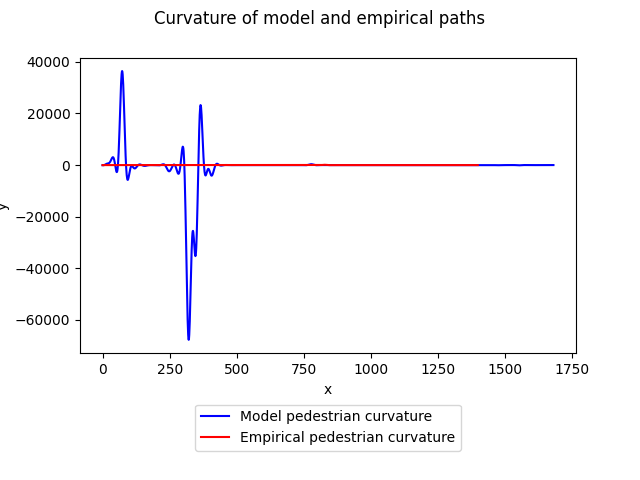 Curvature of model and empirical paths
40000
20000
0
−20000
−40000
−60000
y
0 250 500 750 1000 1250 1500 1750
x
Model pedestrian curvature
Empirical pedestrian curvature